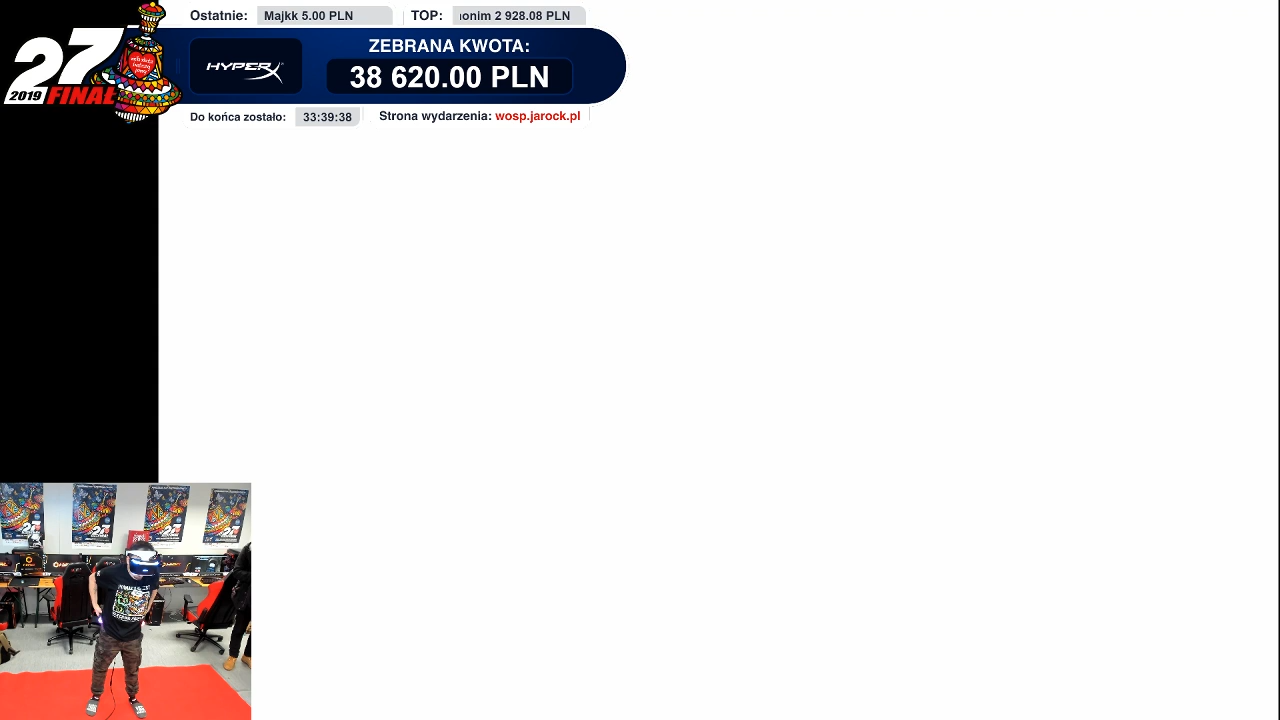 Ostatnie: Majkk 5.00 PLN TOP: onim 2 928.08 PLN
27
2019 FINAŁ
HYPERX
ZEBRANA KWOTA:
38 620.00 PLN
Do końca zostało: 33:39:38 Strona wydarzenia: wosp.jarock.pl